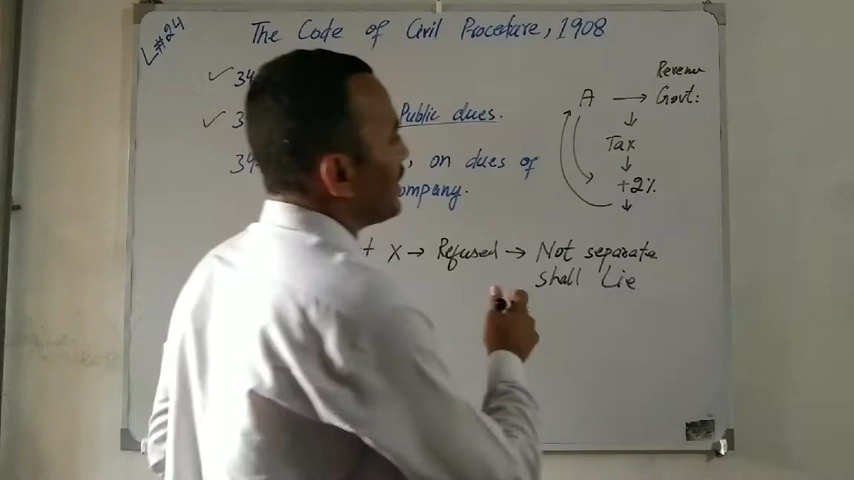 L#24
The Code of Civil Procedure, 1908
34
3 Public dues.
34 , on dues of
ompany.
Revenue
A → Govt:
↓
Tax
↓
+2%
↓
+ X → Refused → Not separate
shall Lie